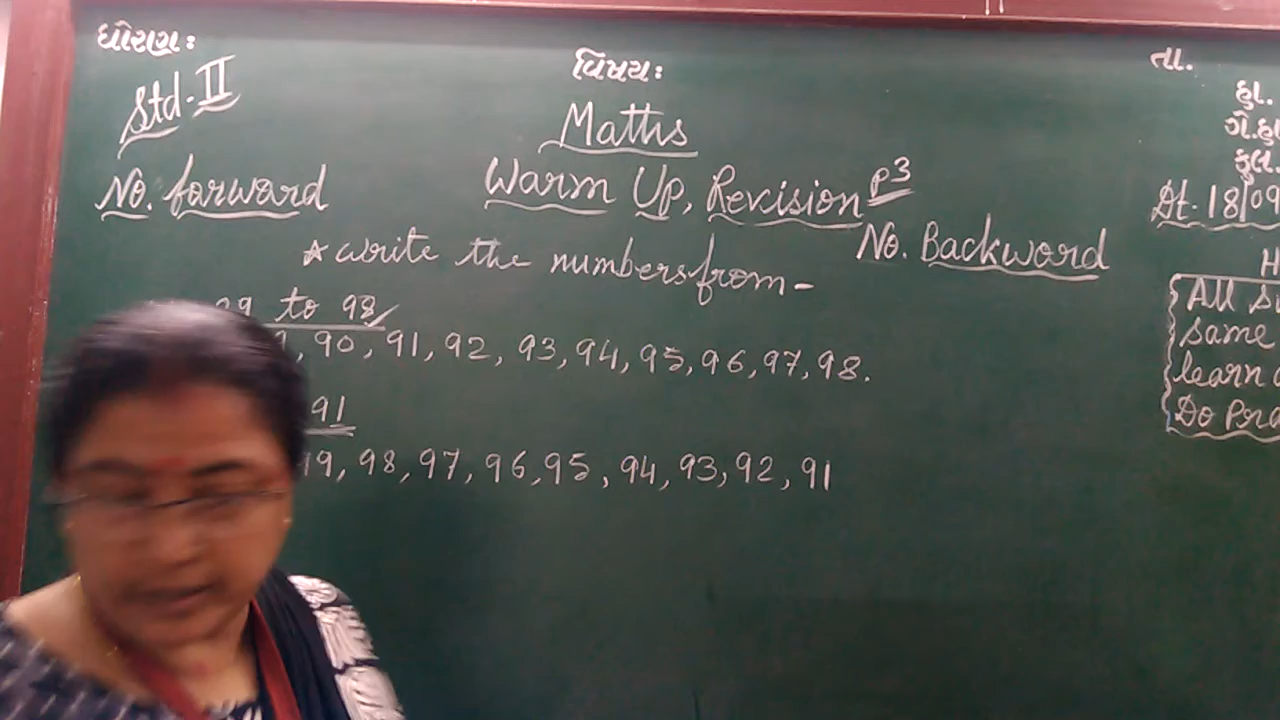 ધોરણ:
Std. II
વિષય:
Maths
તા.
હા.
ગે.હા
કુલ.
Dt. 18/09
No. forward
Warm Up, Revision P3
No. Backword
* write the numbers from -
89 to 98
90, 91, 92, 93, 94, 95, 96, 97, 98.
91
99, 98, 97, 96, 95, 94, 93, 92, 91
H
All
same
learn
Do